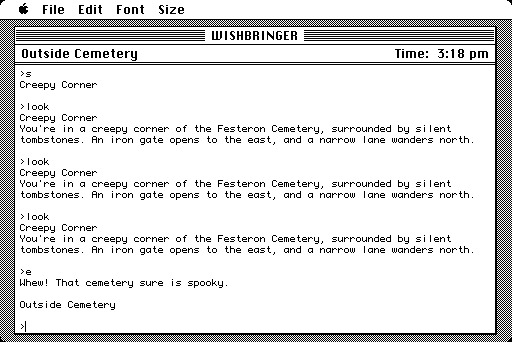 File Edit Font Size
WISHBRINGER
Outside Cemetery Time: 3:18 pm
>s
Creepy Corner
>look
Creepy Corner
You're in a creepy corner of the Festeron Cemetery, surrounded by silent
tombstones. An iron gate opens to the east, and a narrow lane wanders north.
>look
Creepy Corner
You're in a creepy corner of the Festeron Cemetery, surrounded by silent
tombstones. An iron gate opens to the east, and a narrow lane wanders north.
>look
Creepy Corner
You're in a creepy corner of the Festeron Cemetery, surrounded by silent
tombstones. An iron gate opens to the east, and a narrow lane wanders north.
>e
Whew! That cemetery sure is spooky.
Outside Cemetery
>